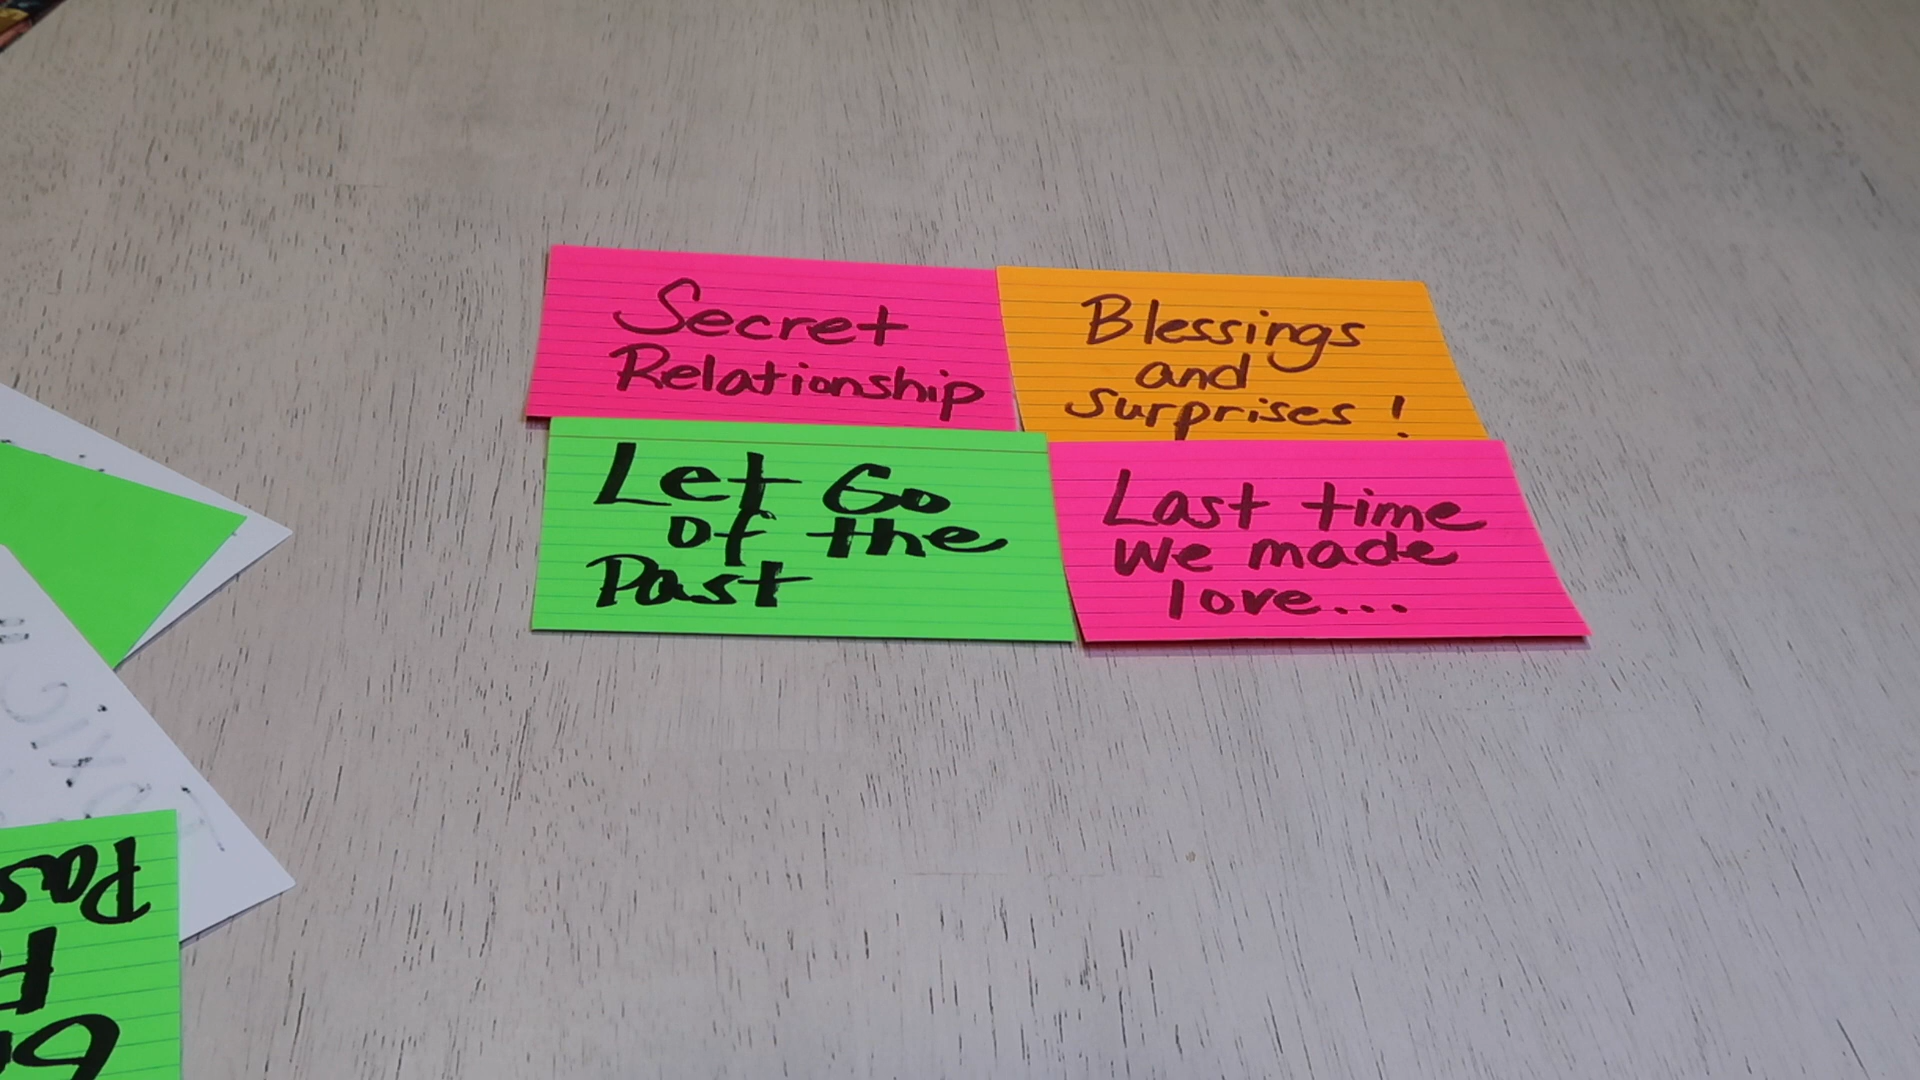 Secret
Relationship
Blessings
and
Surprises!
Let Go
of the
Past
Last time
we made
love...